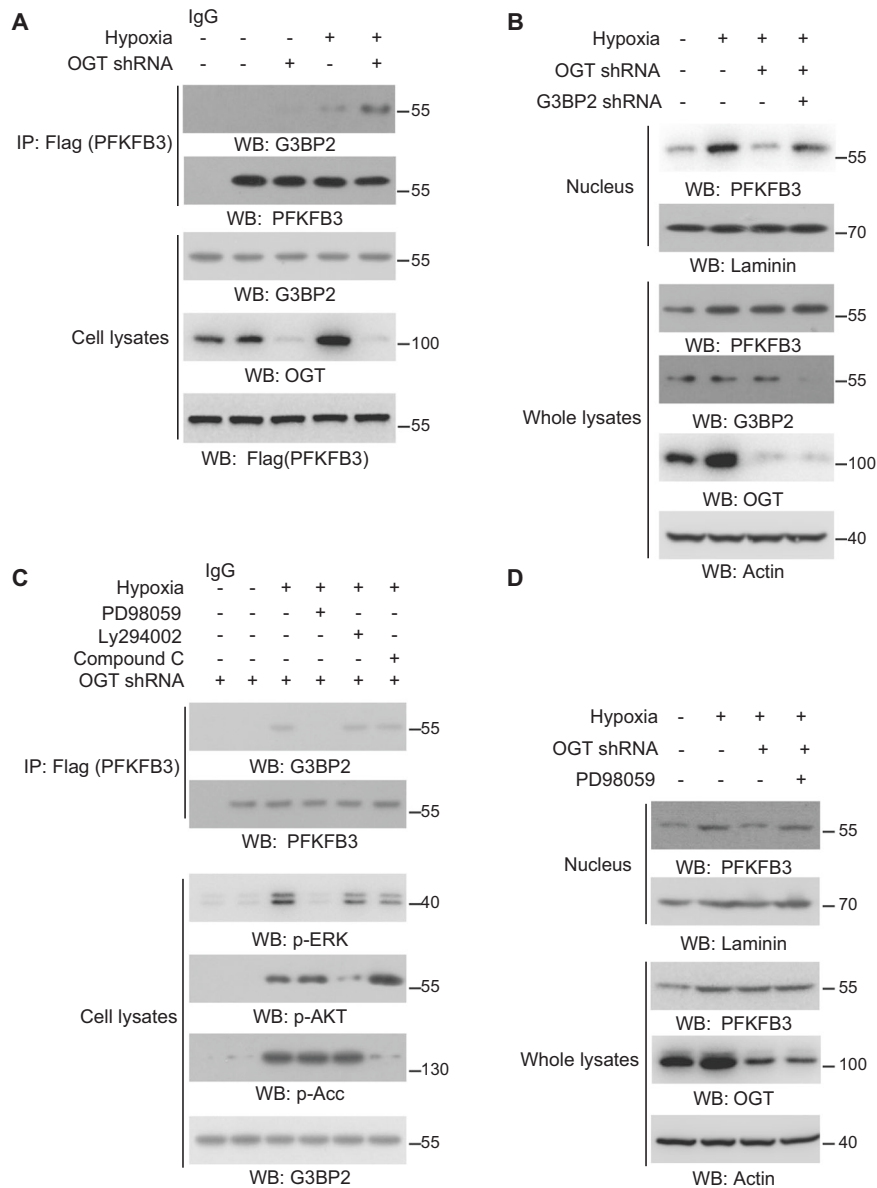 A
IgG
Hypoxia - - - + +
OGT shRNA - - + - +
IP: Flag (PFKFB3)
55
WB: G3BP2
55
WB: PFKFB3
Cell lysates
55
WB: G3BP2
100
WB: OGT
55
WB: Flag(PFKFB3)
B
Hypoxia - + + +
OGT shRNA - - + +
G3BP2 shRNA - - - +
Nucleus
55
WB: PFKFB3
70
WB: Laminin
Whole lysates
55
WB: PFKFB3
55
WB: G3BP2
100
WB: OGT
40
WB: Actin
C
IgG
Hypoxia - - + + + +
PD98059 - - - + - -
Ly294002 - - - - + -
Compound C - - - - - +
OGT shRNA + + + + + +
IP: Flag (PFKFB3)
55
WB: G3BP2
55
WB: PFKFB3
Cell lysates
40
WB: p-ERK
55
WB: p-AKT
130
WB: p-Acc
55
WB: G3BP2
D
Hypoxia - + + +
OGT shRNA - - + +
PD98059 - - - +
Nucleus
55
WB: PFKFB3
70
WB: Laminin
Whole lysates
55
WB: PFKFB3
100
WB: OGT
40
WB: Actin